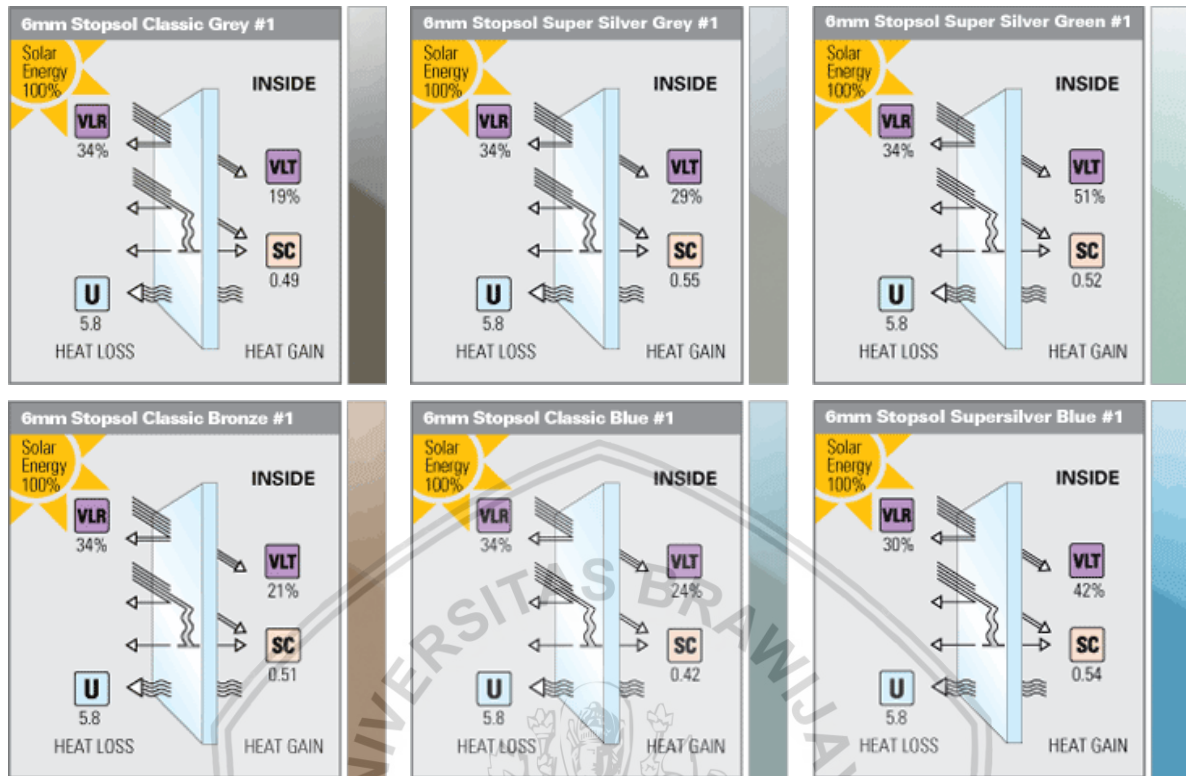 6mm Stopsol Classic Grey #1
Solar
Energy
100%
INSIDE
VLR
34%
VLT
19%
SC
0.49
U
5.8
HEAT LOSS HEAT GAIN
6mm Stopsol Super Silver Grey #1
Solar
Energy
100%
INSIDE
VLR
34%
VLT
29%
SC
0.55
U
5.8
HEAT LOSS HEAT GAIN
6mm Stopsol Super Silver Green #1
Solar
Energy
100%
INSIDE
VLR
34%
VLT
51%
SC
0.52
U
5.8
HEAT LOSS HEAT GAIN
6mm Stopsol Classic Bronze #1
Solar
Energy
100%
INSIDE
VLR
34%
VLT
21%
SC
0.51
U
5.8
HEAT LOSS HEAT GAIN
6mm Stopsol Classic Blue #1
Solar
Energy
100%
INSIDE
VLR
34%
VLT
24%
SC
0.42
U
5.8
HEAT LOSS HEAT GAIN
6mm Stopsol Supersilver Blue #1
Solar
Energy
100%
INSIDE
VLR
30%
VLT
42%
SC
0.54
U
5.8
HEAT LOSS HEAT GAIN